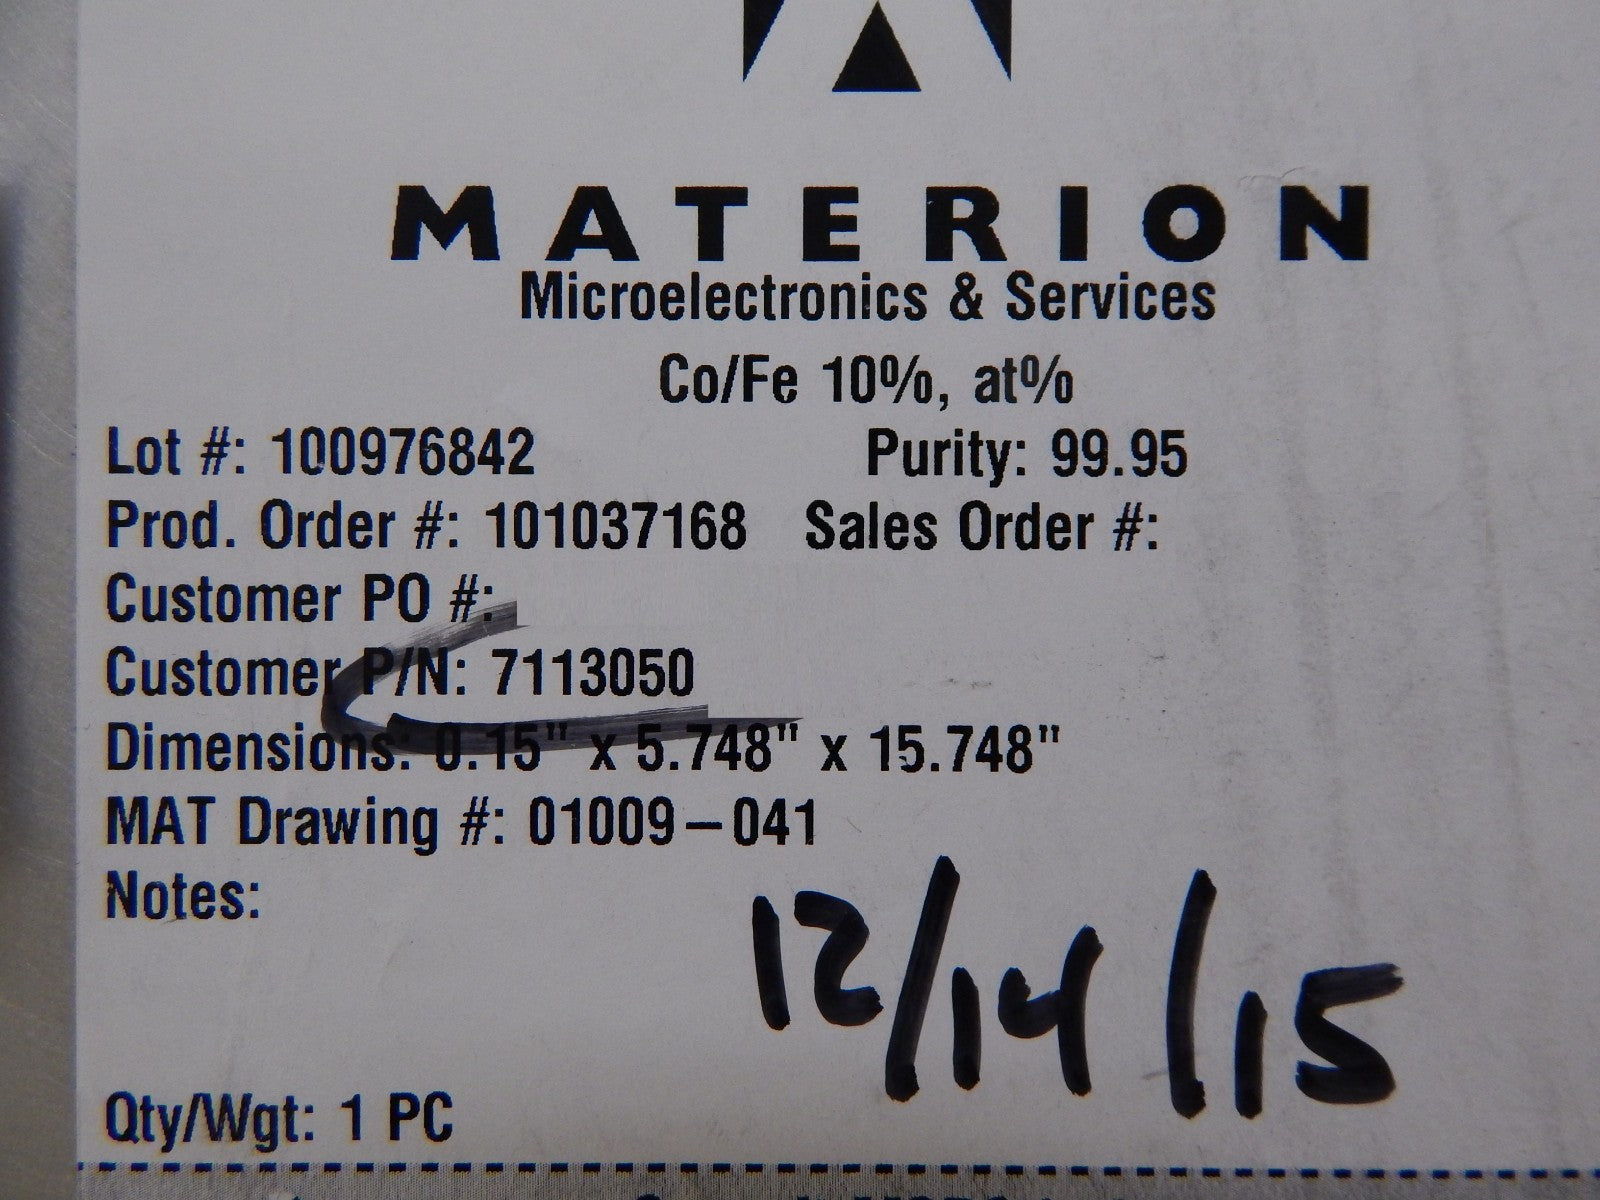 MATERION
Microelectronics & Services
Co/Fe 10%, at%
Lot #: 100976842 Purity: 99.95
Prod. Order #: 101037168 Sales Order #:
Customer PO #:
Customer P/N: 7113050
Dimensions: 0.15" x 5.748" x 15.748"
MAT Drawing #: 01009-041
Notes:
12/14/15
Qty/Wgt: 1 PC